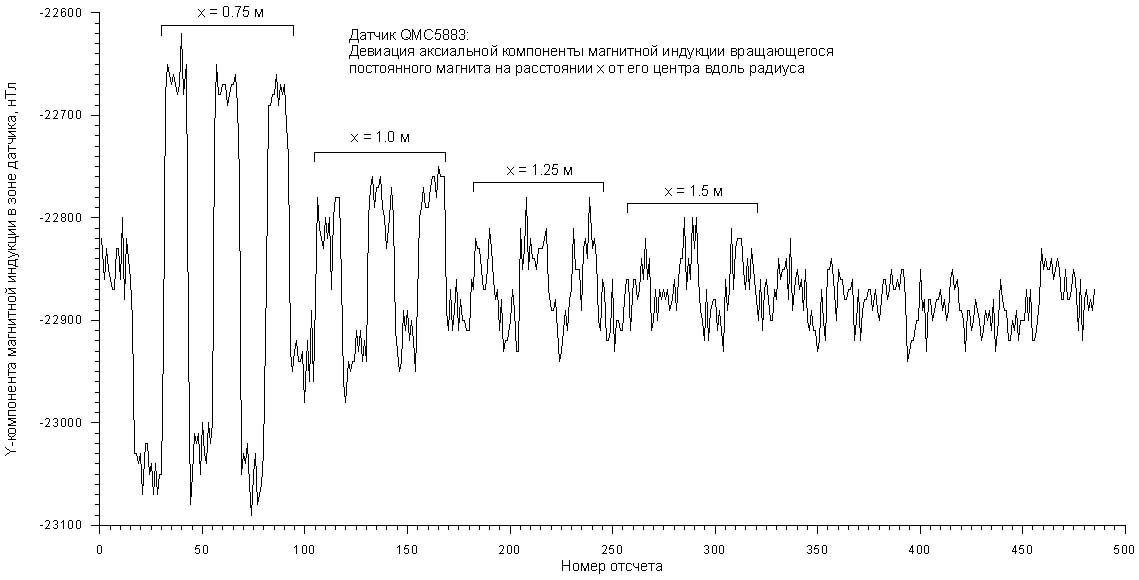 -22600
x = 0.75 м
Датчик QMC5883:
Девиация аксиальной компоненты магнитной индукции вращающегося
постоянного магнита на расстоянии x от его центра вдоль радиуса
-22700
x = 1.0 м
x = 1.25 м
x = 1.5 м
-22800
-22900
-23000
-23100
Y-компонента магнитной индукции в зоне датчика, нТл
0 50 100 150 200 250 300 350 400 450 500
Номер отсчета